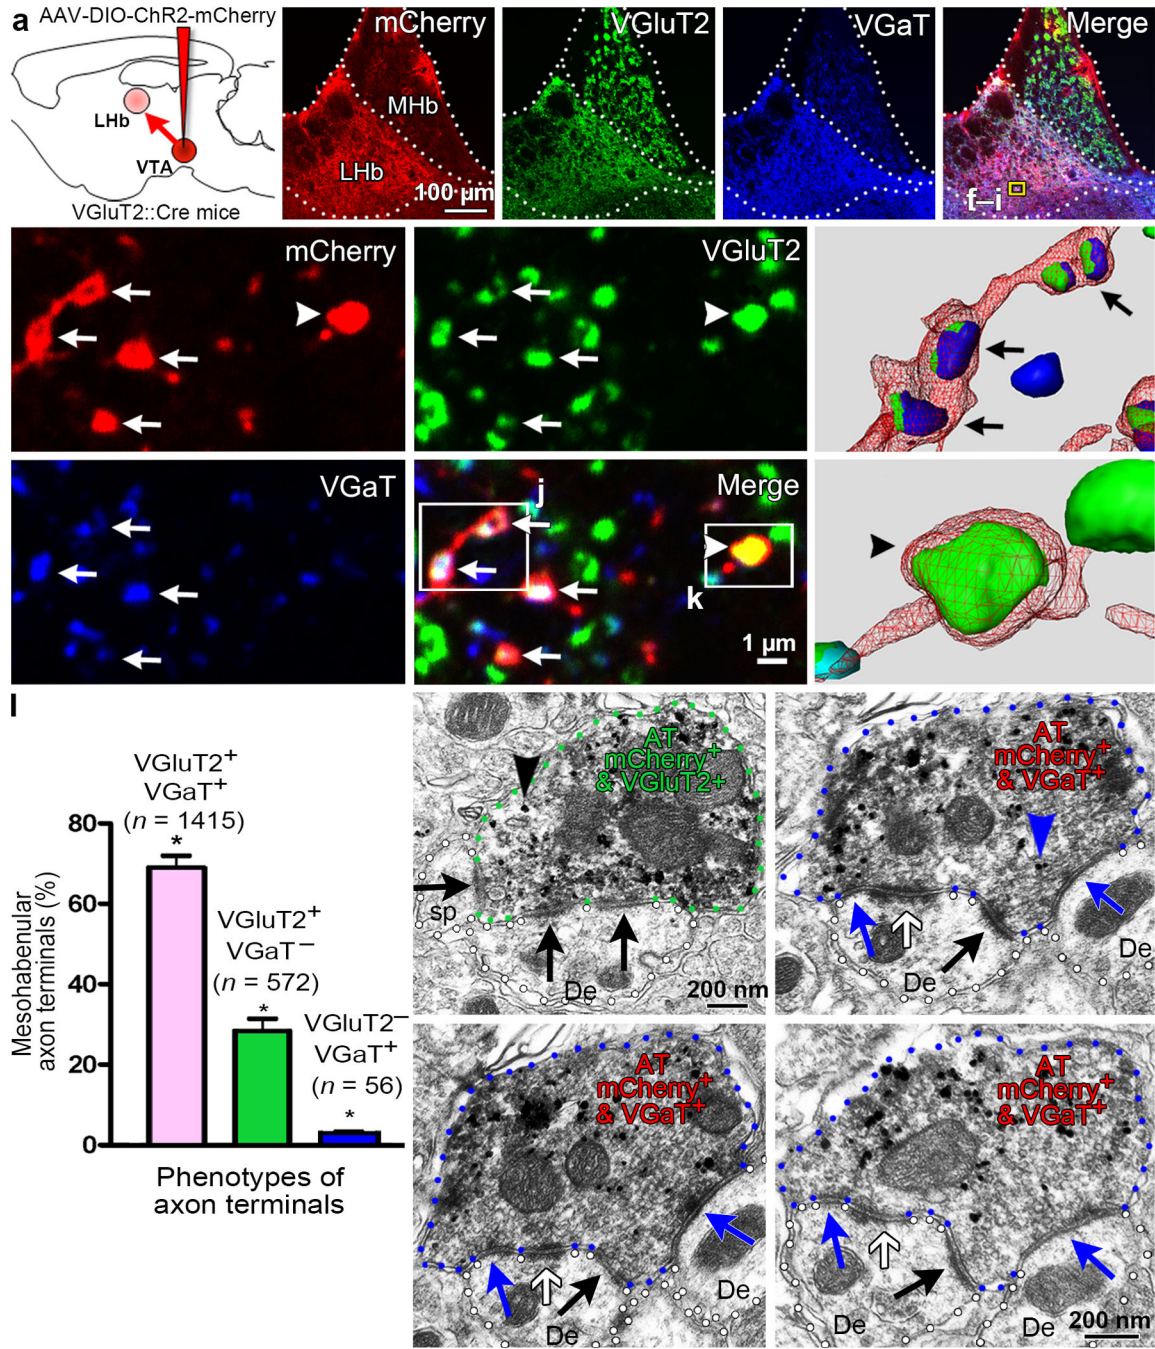 a
AAV-DIO-ChR2-mCherry
LHb
VTA
VGluT2::Cre mice
mCherry
MHb
LHb
100 µm
VGluT2
VGaT
Merge
f–i
mCherry
VGluT2
VGaT
Merge
j
k
1 µm
l
VGluT2+
VGaT+
(n = 1415)
*
VGluT2+
VGaT−
(n = 572)
*
VGluT2−
VGaT+
(n = 56)
*
80
60
40
20
0
Mesohabenular
axon terminals (%)
Phenotypes of
axon terminals
AT
mCherry+
& VGluT2+
sp
De
200 nm
AT
mCherry+
& VGaT+
De
De
AT
mCherry+
& VGaT+
De
De
AT
mCherry+
& VGaT+
De
De
200 nm